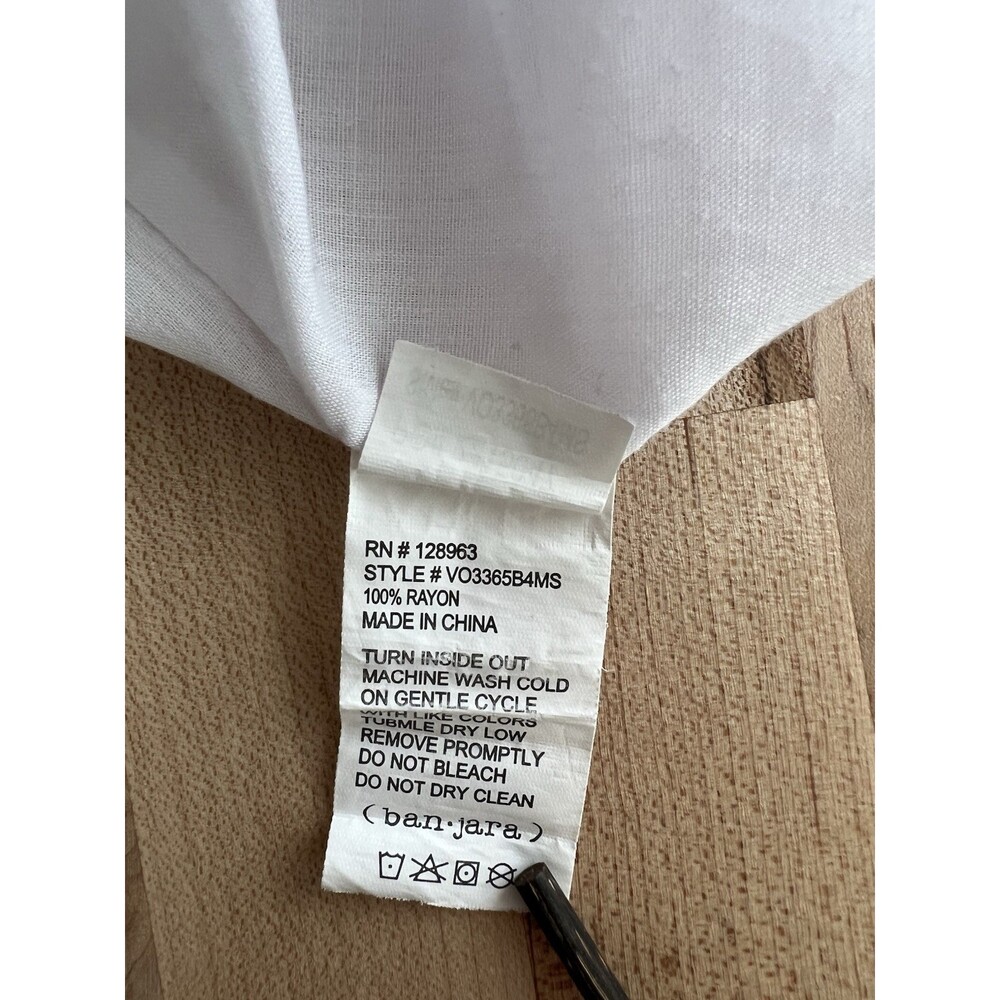 RN # 128963
STYLE # VO3365B4MS
100% RAYON
MADE IN CHINA
TURN INSIDE OUT
MACHINE WASH COLD
ON GENTLE CYCLE
WITH LIKE COLORS
TUBMLE DRY LOW
REMOVE PROMPTLY
DO NOT BLEACH
DO NOT DRY CLEAN
(ban·jara)